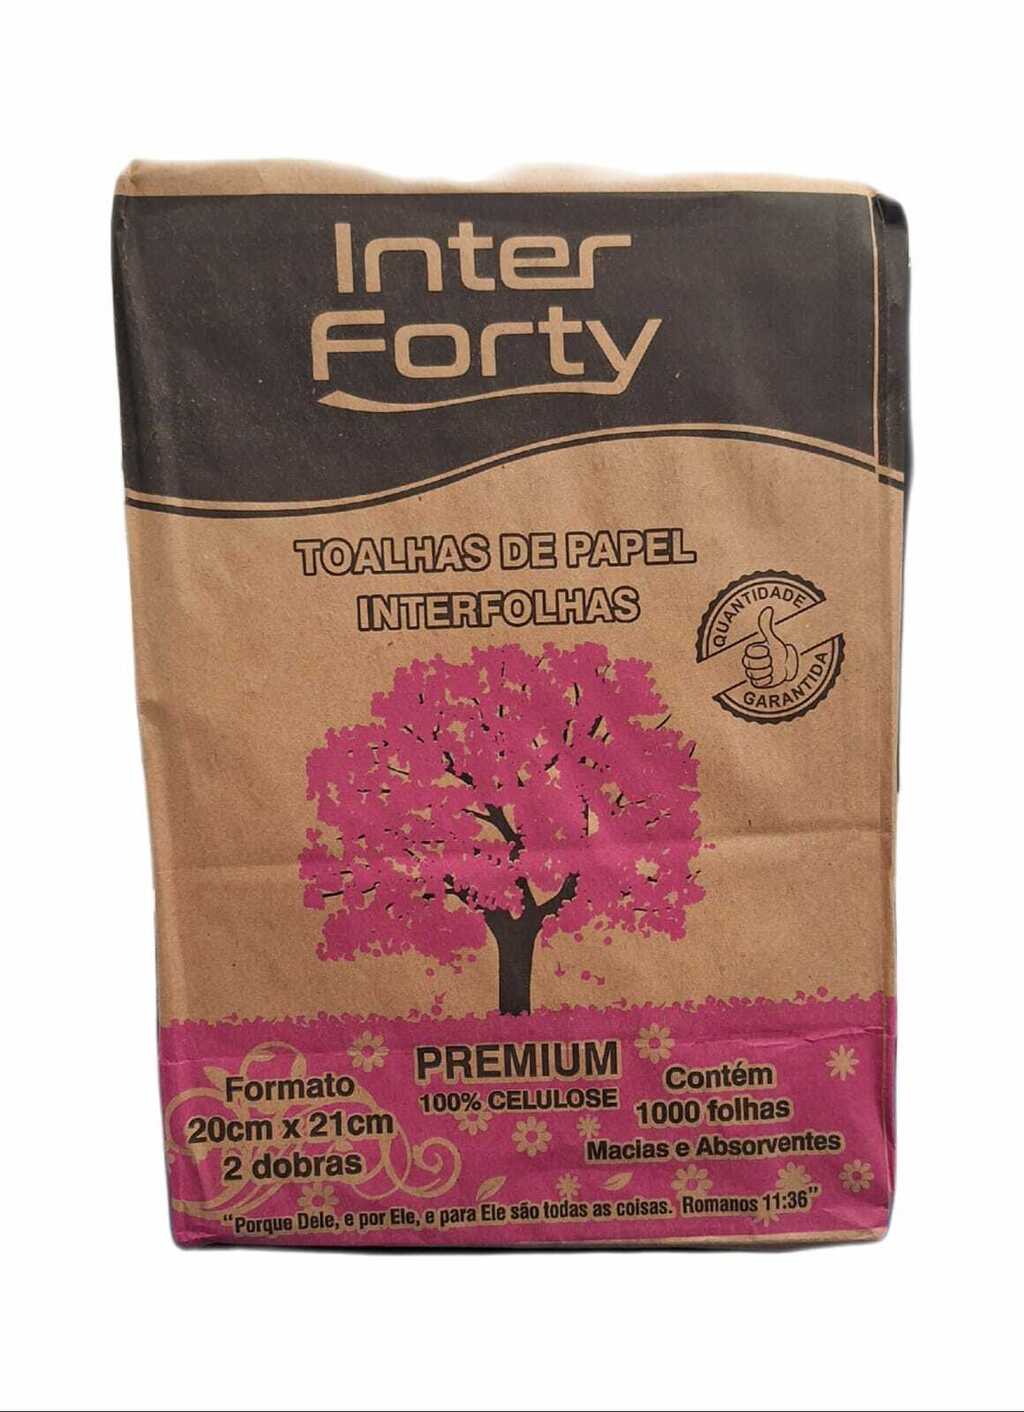 Inter
Forty
TOALHAS DE PAPEL
INTERFOLHAS
QUANTIDADE
GARANTIDA
PREMIUM
100% CELULOSE
Formato
20cm x 21cm
2 dobras
Contém
1000 folhas
Macias e Absorventes
“Porque Dele, e por Ele, e para Ele são todas as coisas. Romanos 11:36”